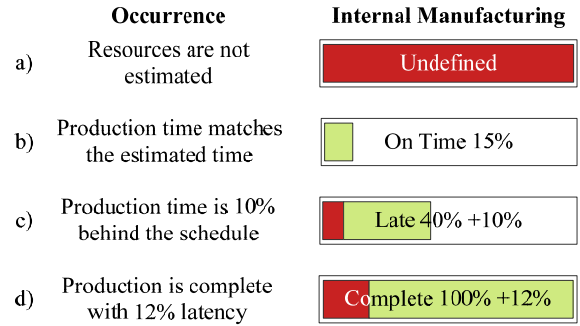 Occurrence Internal Manufacturing
a) Resources are not
estimated
Undefined
b) Production time matches
the estimated time
On Time 15%
c) Production time is 10%
behind the schedule
Late 40% +10%
d) Production is complete
with 12% latency
Complete 100% +12%